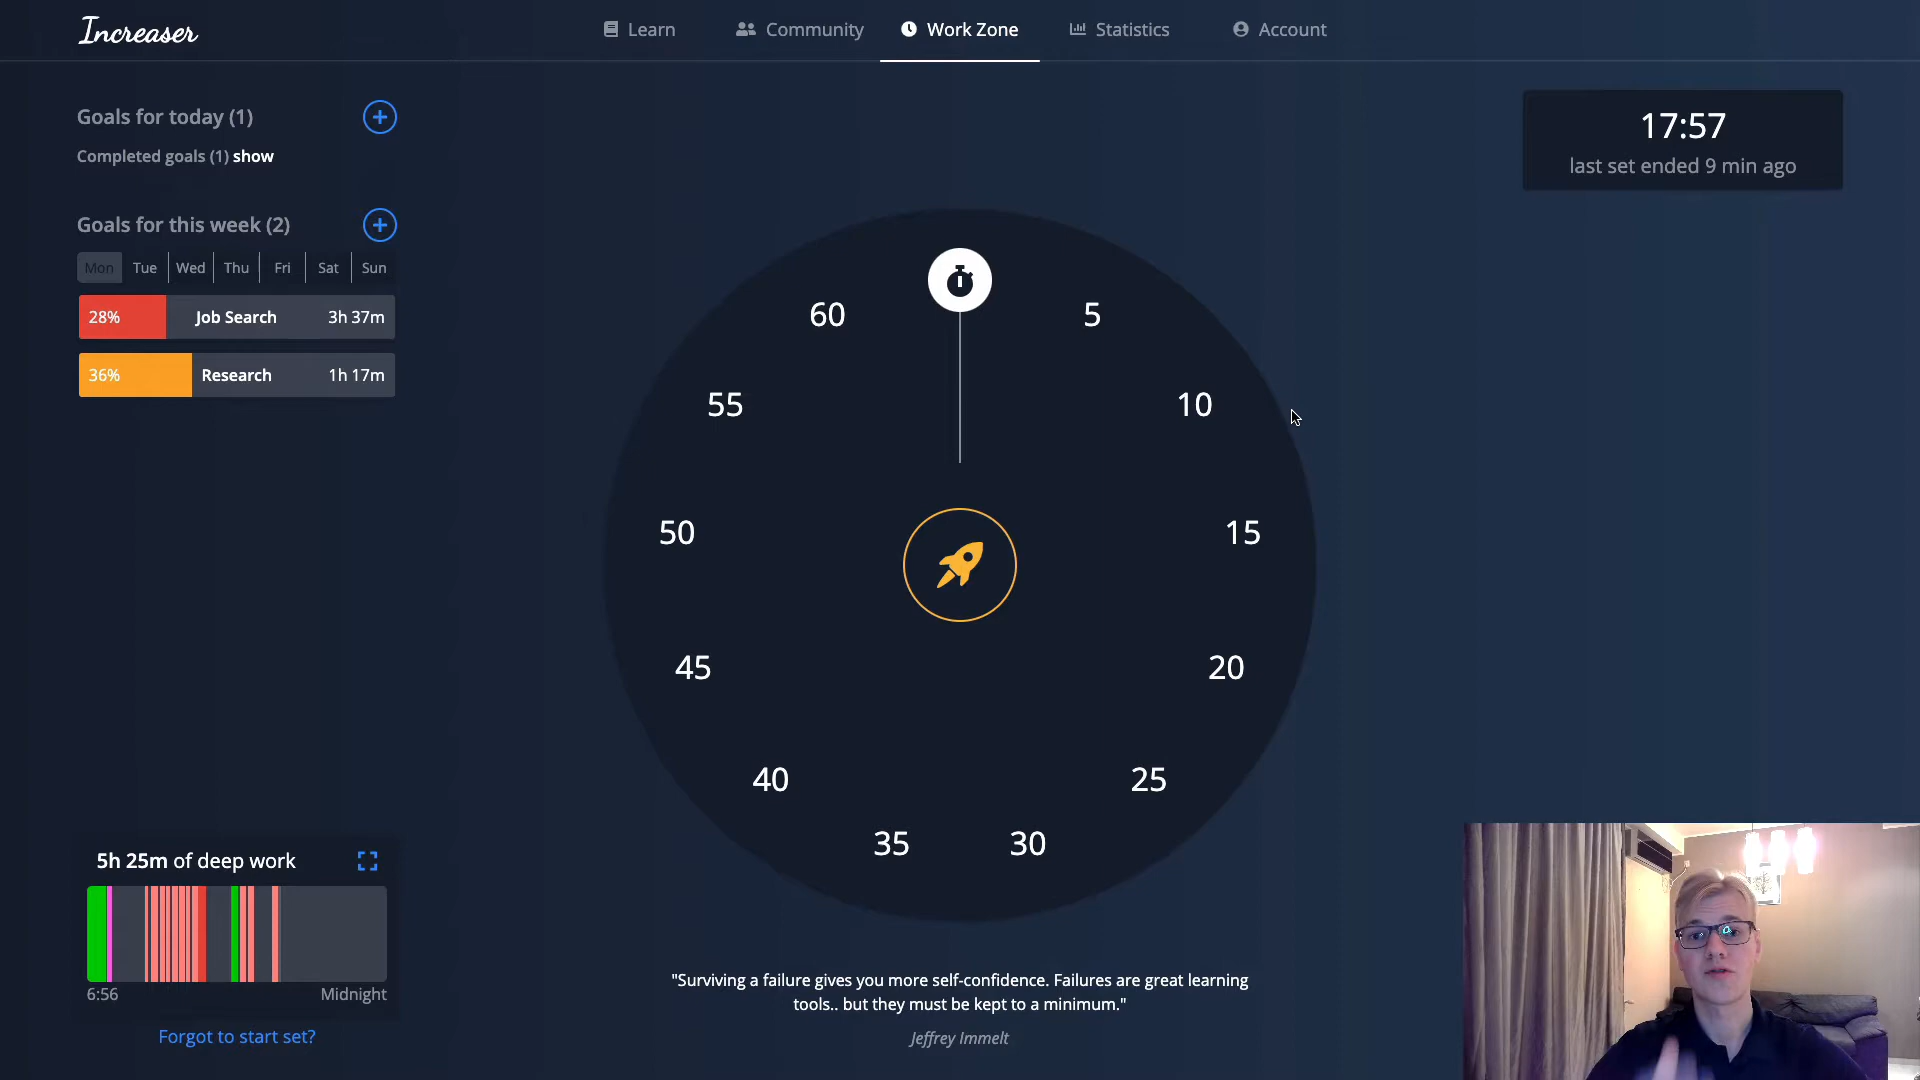 Increaser
Learn
Community
Work Zone
Statistics
Account
Goals for today (1)
Completed goals (1) show
Goals for this week (2)
Mon Tue Wed Thu Fri Sat Sun
28% Job Search 3h 37m
36% Research 1h 17m
17:57
last set ended 9 min ago
5
10
15
20
25
30
35
40
45
50
55
60
5h 25m of deep work
6:56 Midnight
Forgot to start set?
"Surviving a failure gives you more self-confidence. Failures are great learning
tools.. but they must be kept to a minimum."
Jeffrey Immelt